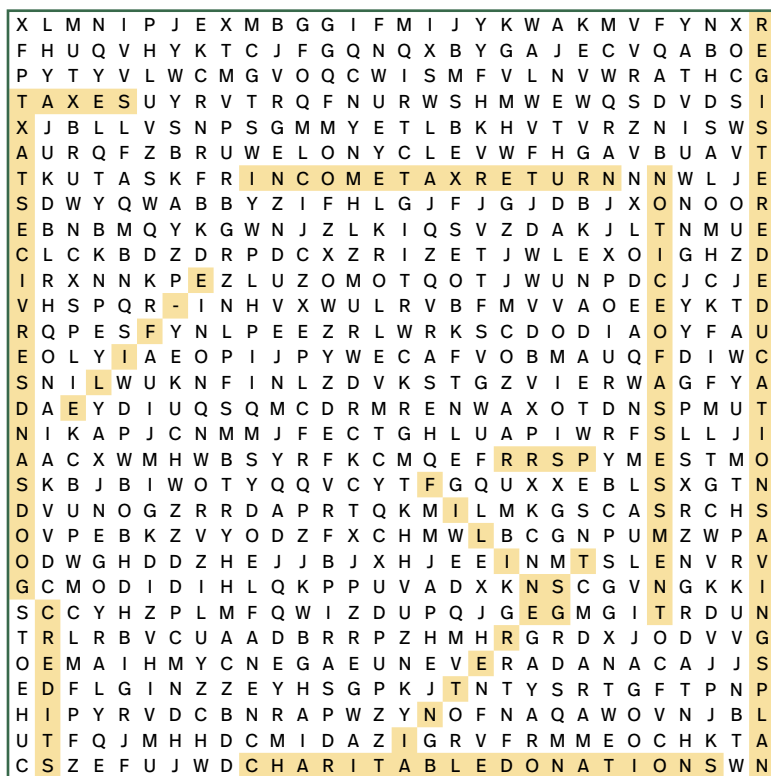 X L M N I P J E X M B G G I F M I J Y K W A K M V F Y N X R
F H U Q V H Y K T C J F G Q N Q X B Y G A J E C V Q A B O E
P Y T Y V L W C M G V O Q C W I S M F V L N V W R A T H C G
T A X E S U Y R V T R Q F N U R W S H M W E W Q S D V D S I
X J B L L V S N P S G M M Y E T L B K H V T V R Z N I S W S
A U R Q F Z B R U W E L O N Y C L E V W F H G A V B U A V T
T K U T A S K F R I N C O M E T A X R E T U R N N N W L J E
S D W Y Q W A B B Y Z I F H L G J F J G J D B J X O N O O R
E B N B M Q Y K G W N J Z L K I Q S V Z D A K J L T N M U E
C L C K B D Z D R P D C X Z R I Z E T J W L E X O I G H Z D
I R X N N K P E Z L U Z O M O T Q O T J W U N P D C J C J E
V H S P Q R - I N H V X W U L R V B F M V V A O E E Y K T D
R Q P E S F Y N L P E E Z R L W R K S C D O D I A O Y F A U
E O L Y I A E O P I J P Y W E C A F V O B M A U Q F D I W C
S N I L W U K N F I N L Z D V K S T G Z V I E R W A G F Y A
D A E Y D I U Q S Q M C D R M R E N W A X O T D N S P M U T
N I K A P J C N M M J F E C T G H L U A P I W R F S L L J I
A A C X W M H W B S Y R F K C M Q E F R R S P Y M E S T M O
S K B J B I W O T Y Q Q V C Y T F G Q U X X E B L S X G T N
D V U N O G Z R R D A P R T Q K M I L M K G S C A S R C H S
O V P E B K Z V Y O D Z F X C H M W L B C G N P U M Z W P A
O D W G H D D Z H E J J B J X H J E E I N M T S L E N V R V
G C M O D I D I H L Q K P P U V A D X K N S C G V N G K K I
S C C Y H Z P L M F Q W I Z D U P Q J G E G M G I T R D U N
T R L R B V C U A A D B R R P Z H M H R G R D X J O D V V G
O E M A I H M Y C N E G A E U N E V E R A D A N A C A J J S
E D F L G I N Z Z E Y H S G P K J T N T Y S R T G F T P N P
H I P Y R V D C B N R A P W Z Y N O F N A Q A W O V N J B L
U T F Q J M H H D C M I D A Z I G R V F R M M E O C H K T A
C S Z E F U J W D C H A R I T A B L E D O N A T I O N S W N